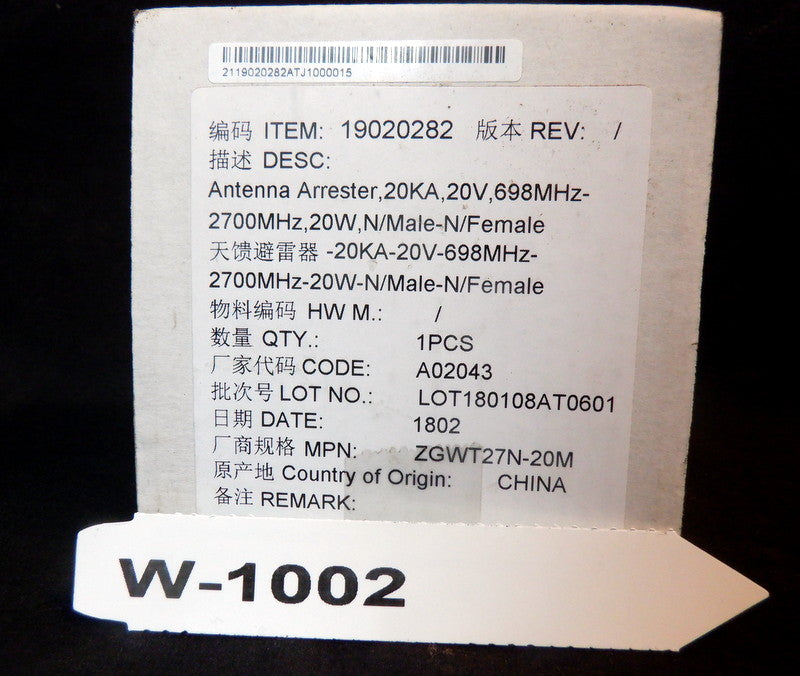 2119020282ATJ1000015
编码 ITEM: 19020282 版本 REV: /
描述 DESC:
Antenna Arrester,20KA,20V,698MHz-
2700MHz,20W,N/Male-N/Female
天馈避雷器 -20KA-20V-698MHz-
2700MHz-20W-N/Male-N/Female
物料编码 HW M.: /
数量 QTY.: 1PCS
厂家代码 CODE: A02043
批次号 LOT NO.: LOT180108AT0601
日期 DATE: 1802
厂商规格 MPN: ZGWT27N-20M
原产地 Country of Origin: CHINA
备注 REMARK:
W-1002